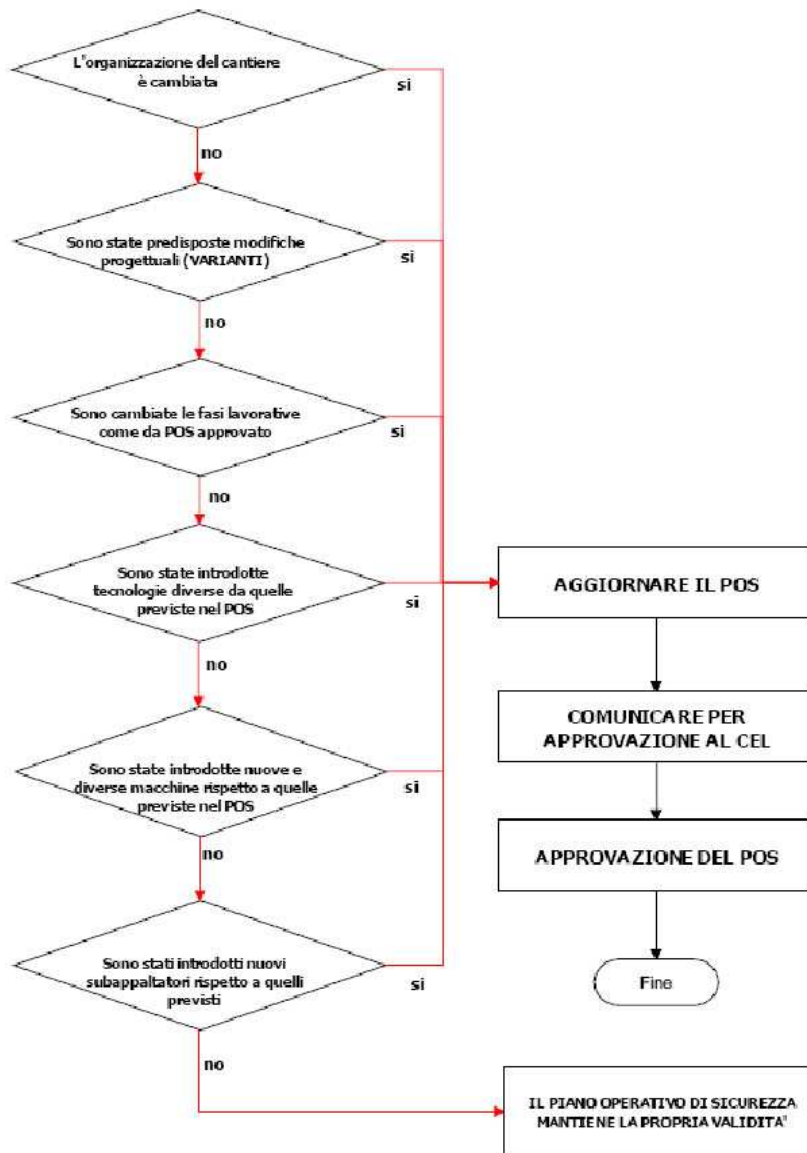 L'organizzazione del cantiere
è cambiata
si
no
Sono state predisposte modifiche
progettuali (VARIANTI)
si
no
Sono cambiate le fasi lavorative
come da POS approvato
si
no
Sono state introdotte
tecnologie diverse da quelle
previste nel POS
si
no
Sono state introdotte nuove e
diverse macchine rispetto a quelle
previste nel POS
si
no
Sono stati introdotti nuovi
subappaltatori rispetto a quelli
previsti
si
no
AGGIORNARE IL POS
COMUNICARE PER
APPROVAZIONE AL CEL
APPROVAZIONE DEL POS
Fine
IL PIANO OPERATIVO DI SICUREZZA
MANTIENE LA PROPRIA VALIDITA'